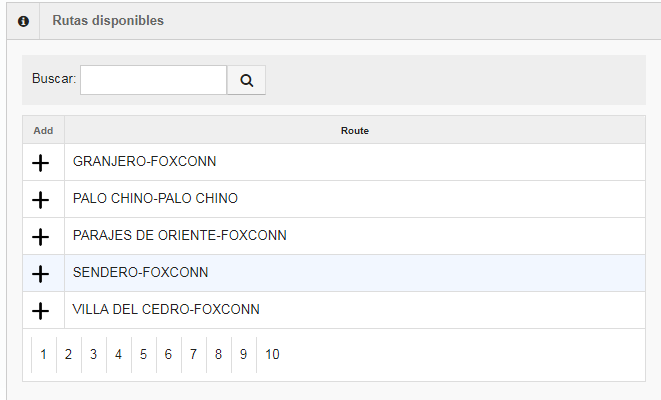 Rutas disponibles
Buscar:
Add Route
GRANJERO-FOXCONN
PALO CHINO-PALO CHINO
PARAJES DE ORIENTE-FOXCONN
SENDERO-FOXCONN
VILLA DEL CEDRO-FOXCONN
1 2 3 4 5 6 7 8 9 10